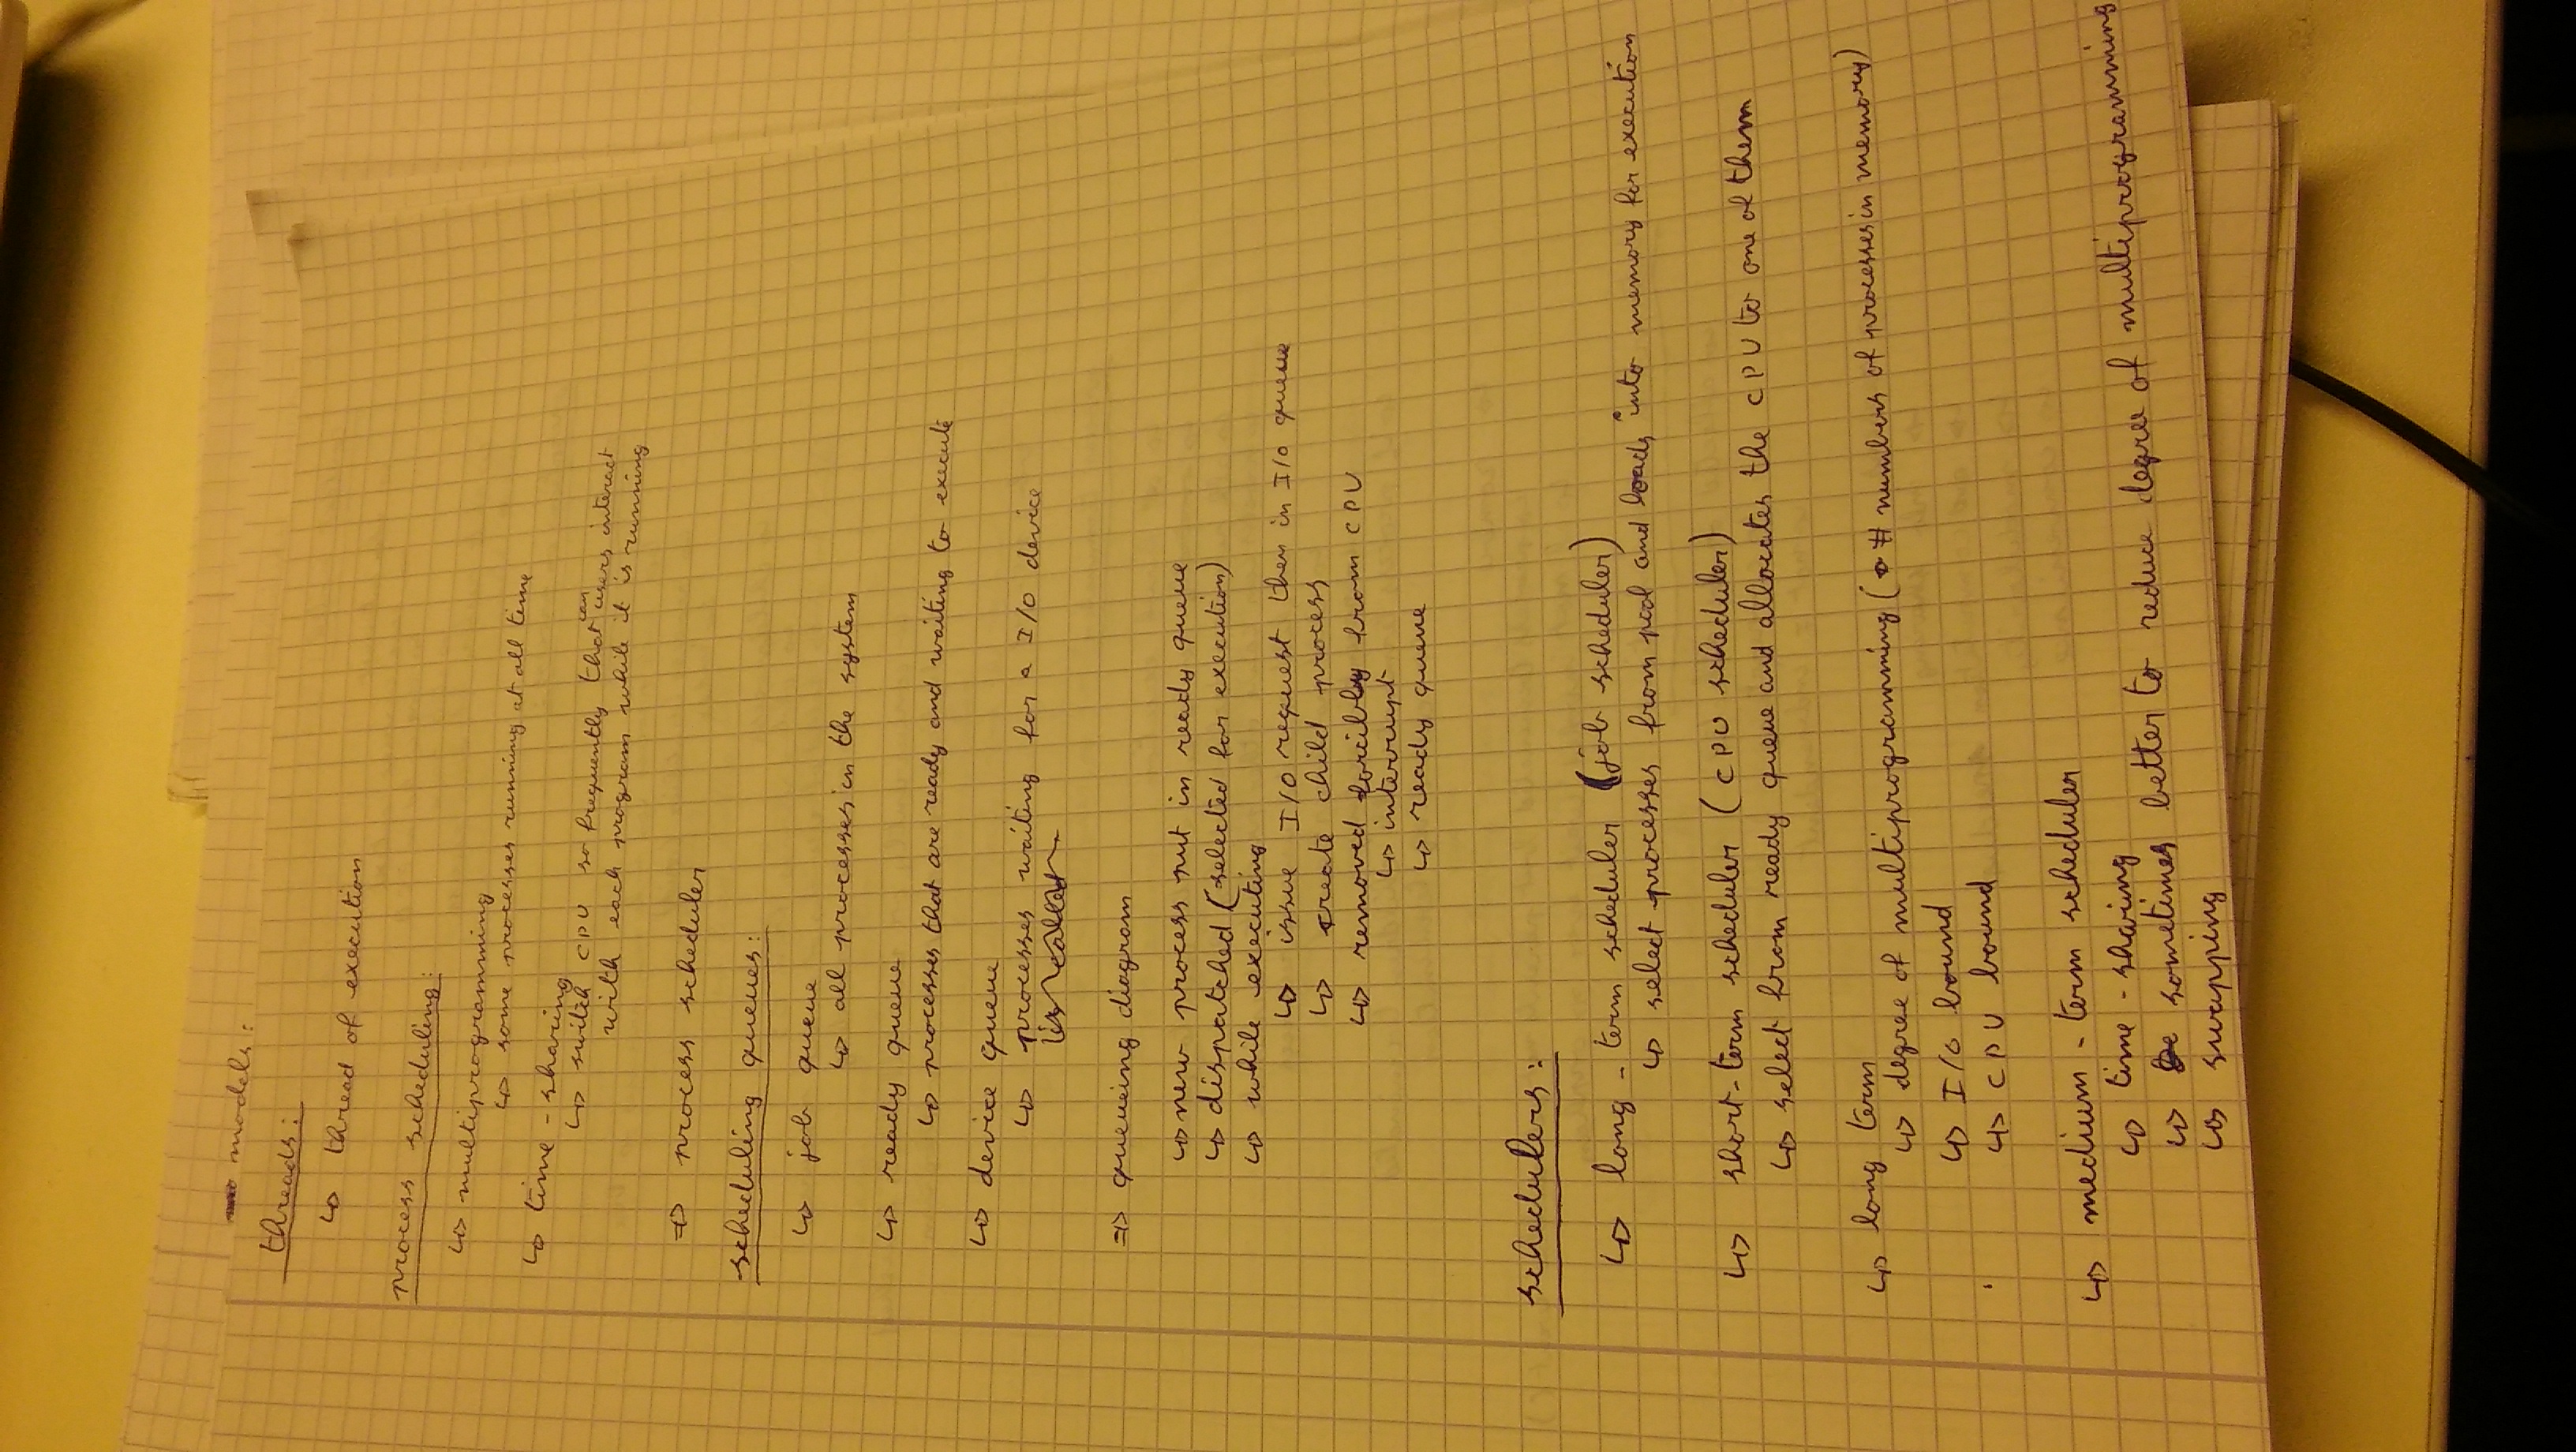 models:
threads:
↳ thread of execution
process scheduling:
↳ multiprogramming
↳ some processes running at all time
↳ time - sharing
↳ switch CPU so frequently that can users interact
with each program while it is running
⇒ process scheduler
scheduling queues:
↳ job queue
↳ all processes in the system
↳ ready queue
↳ processes that are ready and waiting to execute
↳ device queue
↳ processes waiting for a I/O device
is called
⇒ queueing diagram
↳ new process put in ready queue
↳ dispatched (selected for execution)
↳ while executing
↳ issue I/O request then in I/O queue
↳ create child process
↳ removed forcibly from CPU
↳ interrupt
↳ ready queue
schedulers:
↳ long - term scheduler (job scheduler)
↳ select processes from pool and loads into memory for execution
↳ short-term scheduler (CPU scheduler)
↳ select from ready queue and allocates the CPU to one of them
↳ long term
↳ degree of multiprogramming (# numbers of processes in memory)
↳ I/O bound
↳ CPU bound
↳ medium - term scheduler
↳ time - sharing
↳ sometimes better to reduce degree of multiprogramming
↳ swapping